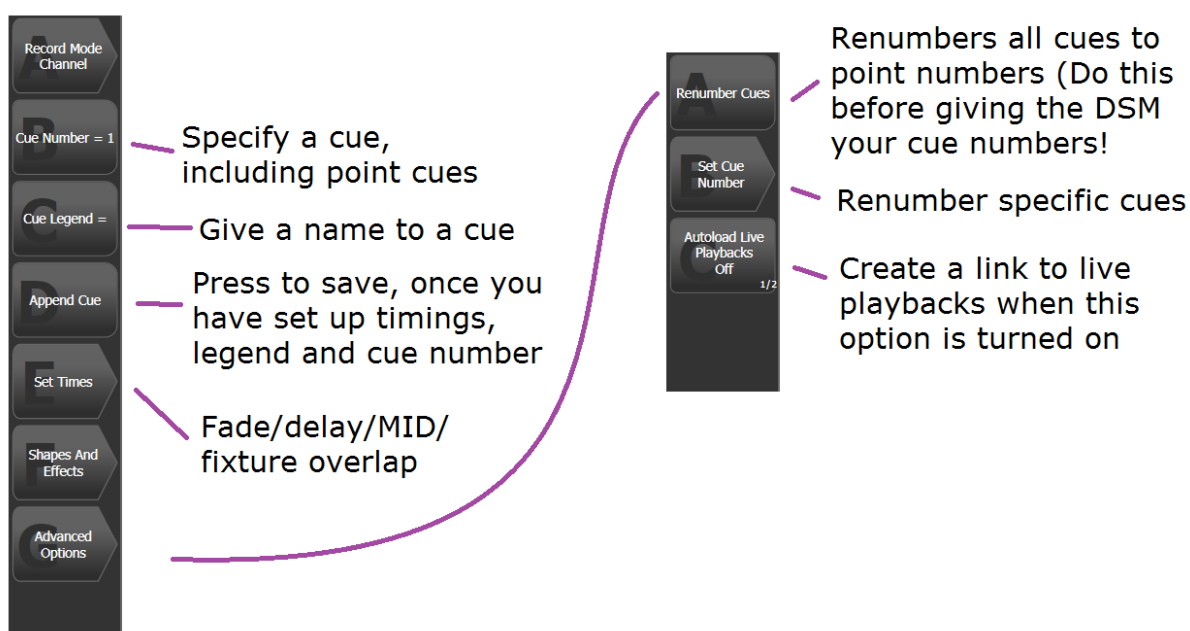 A
Record Mode
Channel
B
Cue Number = 1
Specify a cue,
including point cues
C
Cue Legend =
Give a name to a cue
D
Append Cue
Press to save, once you
have set up timings,
legend and cue number
E
Set Times
Fade/delay/MID/
fixture overlap
F
Shapes And
Effects
G
Advanced
Options
A
Renumber Cues
Renumbers all cues to
point numbers (Do this
before giving the DSM
your cue numbers!
B
Set Cue
Number
Renumber specific cues
C
Autoload Live
Playbacks
Off
1/2
Create a link to live
playbacks when this
option is turned on